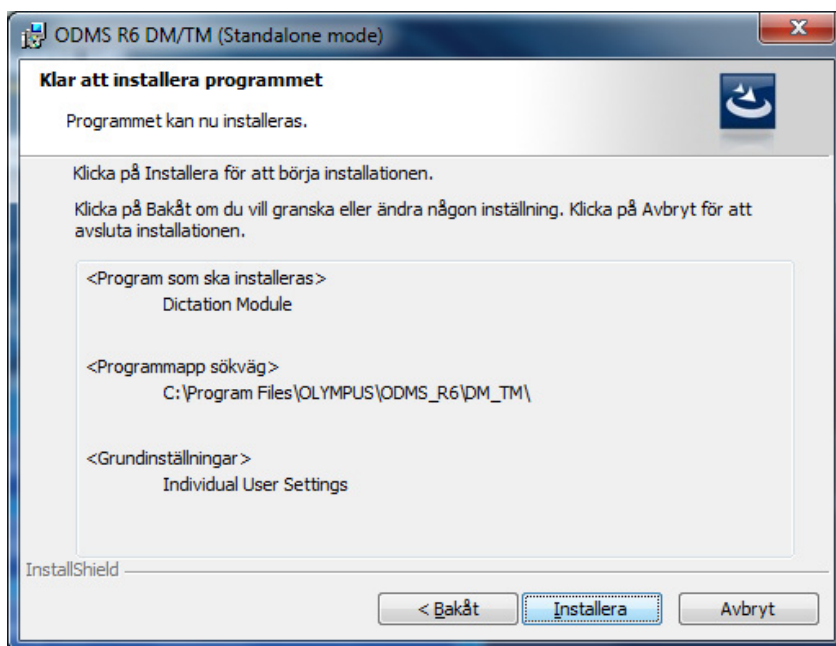 ODMS R6 DM/TM (Standalone mode)
Klar att installera programmet
Programmet kan nu installeras.
Klicka på Installera för att börja installationen.
Klicka på Bakåt om du vill granska eller ändra någon inställning. Klicka på Avbryt för att
avsluta installationen.
<Program som ska installeras>
Dictation Module
<Programmapp sökväg>
C:\Program Files\OLYMPUS\ODMS_R6\DM_TM\
<Grundinställningar>
Individual User Settings
InstallShield
< Bakåt
Installera
Avbryt